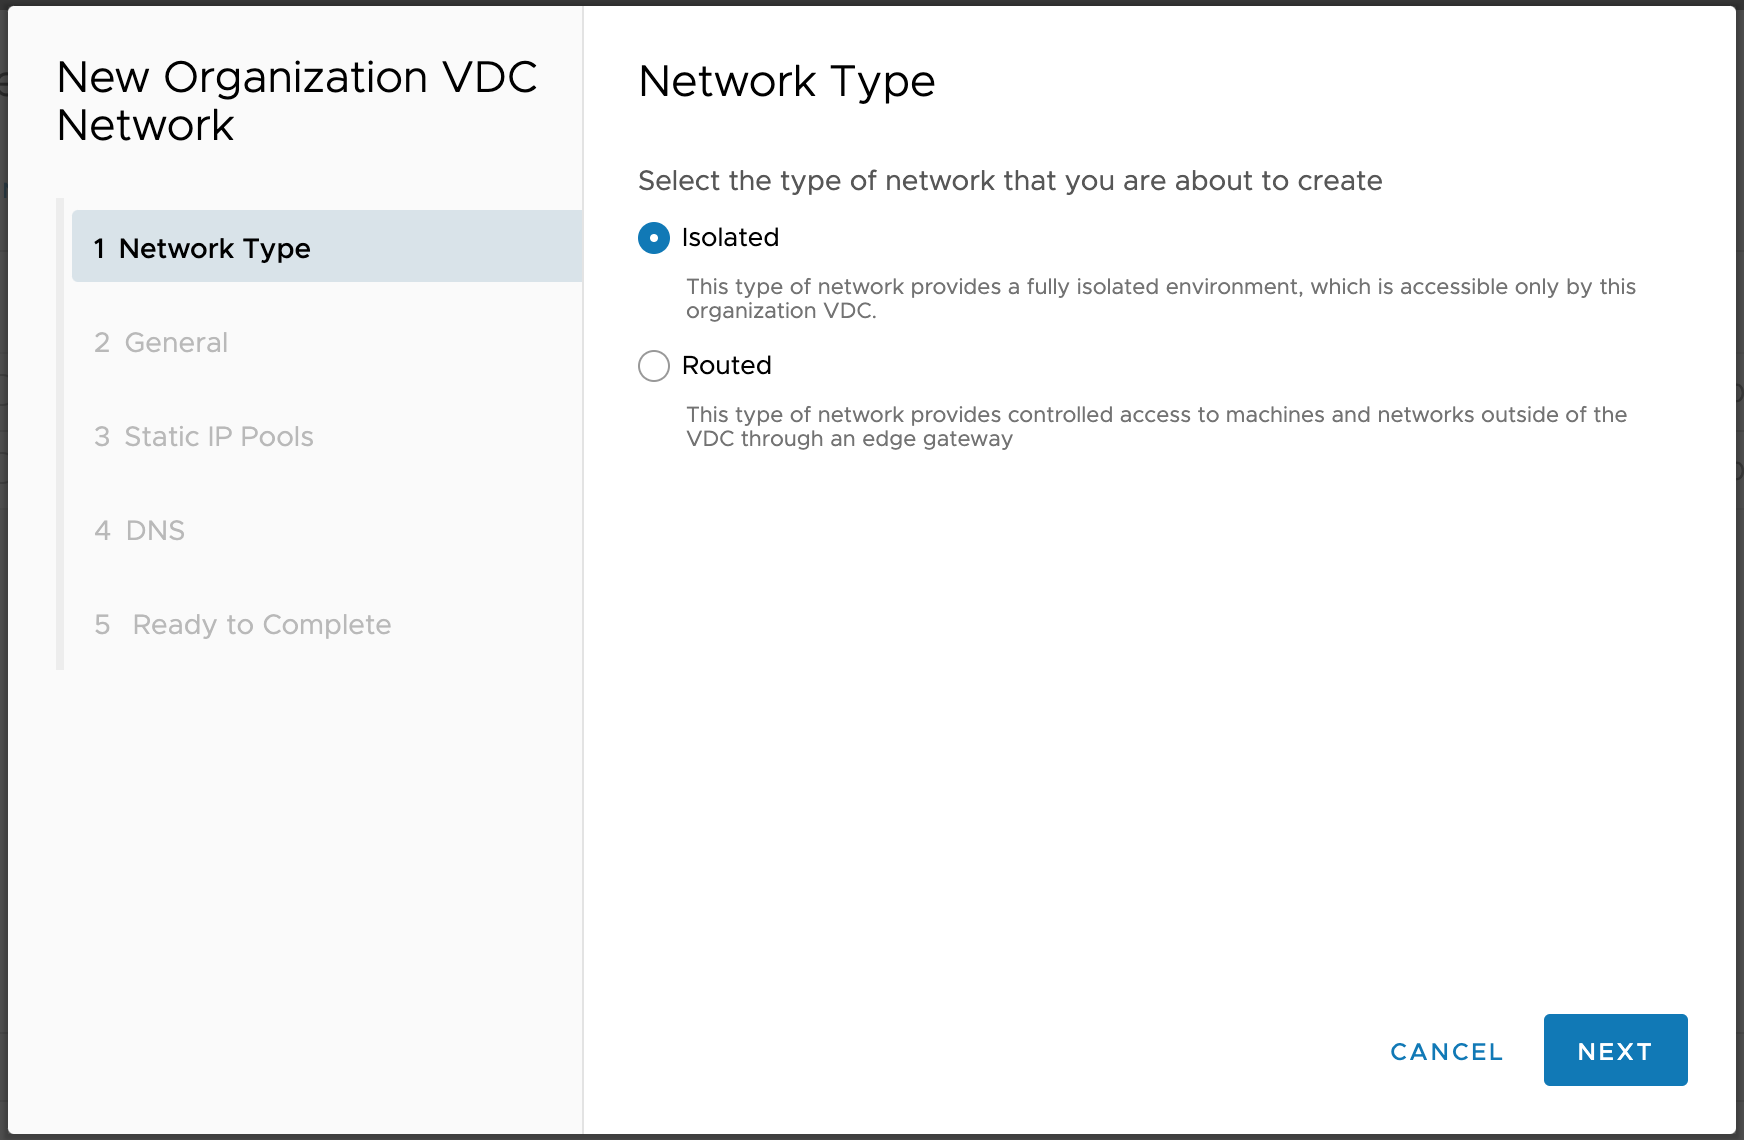 New Organization VDC
Network
1 Network Type
2 General
3 Static IP Pools
4 DNS
5 Ready to Complete
Network Type
Select the type of network that you are about to create
Isolated
This type of network provides a fully isolated environment, which is accessible only by this
organization VDC.
Routed
This type of network provides controlled access to machines and networks outside of the
VDC through an edge gateway
CANCEL
NEXT